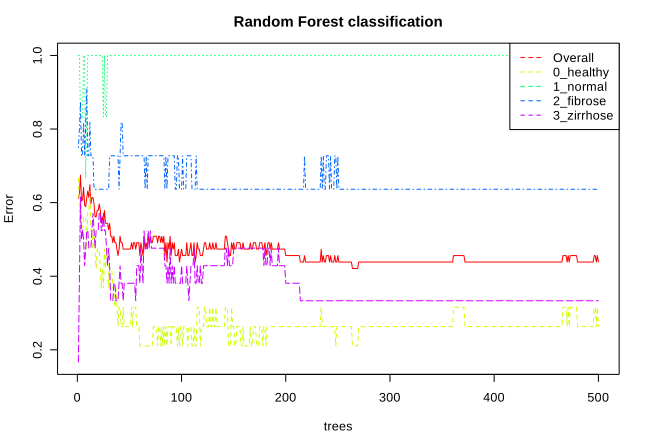 Random Forest classification
Error
1.0
0.8
0.6
0.4
0.2
Overall
0_healthy
1_normal
2_fibrose
3_zirrhose
0 100 200 300 400 500
trees